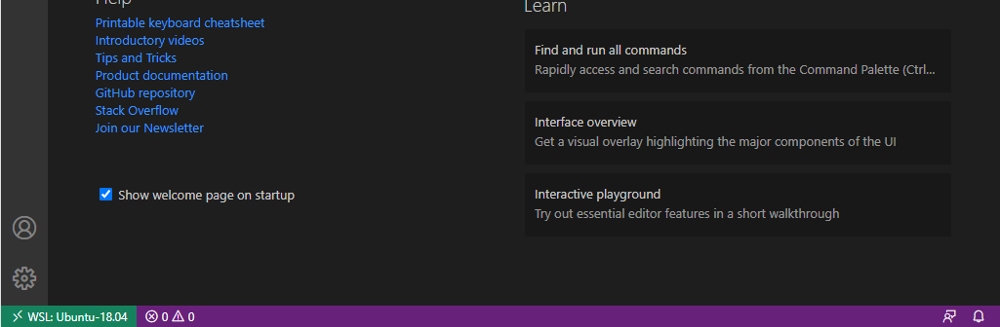 Help
Printable keyboard cheatsheet
Introductory videos
Tips and Tricks
Product documentation
GitHub repository
Stack Overflow
Join our Newsletter
Show welcome page on startup
Learn
Find and run all commands
Rapidly access and search commands from the Command Palette (Ctrl...
Interface overview
Get a visual overlay highlighting the major components of the UI
Interactive playground
Try out essential editor features in a short walkthrough
WSL: Ubuntu-18.04
0
0